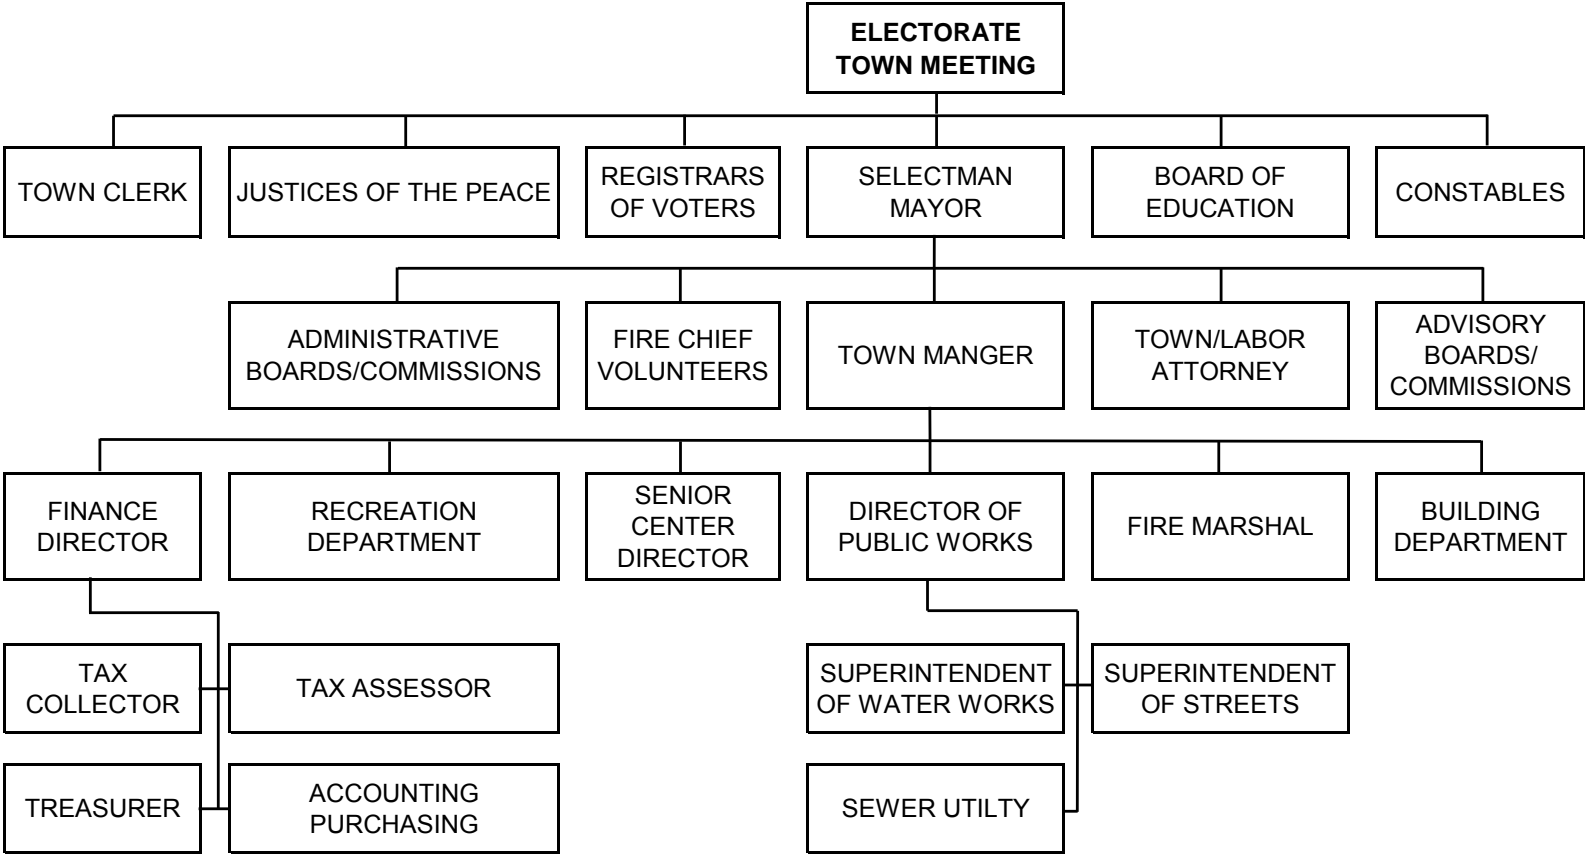 ELECTORATE
TOWN MEETING
TOWN CLERK
JUSTICES OF THE PEACE
REGISTRARS
OF VOTERS
SELECTMAN
MAYOR
BOARD OF
EDUCATION
CONSTABLES
ADMINISTRATIVE
BOARDS/COMMISSIONS
FIRE CHIEF
VOLUNTEERS
TOWN MANGER
TOWN/LABOR
ATTORNEY
ADVISORY
BOARDS/
COMMISSIONS
FINANCE
DIRECTOR
RECREATION
DEPARTMENT
SENIOR
CENTER
DIRECTOR
DIRECTOR OF
PUBLIC WORKS
FIRE MARSHAL
BUILDING
DEPARTMENT
TAX
COLLECTOR
TAX ASSESSOR
SUPERINTENDENT
OF WATER WORKS
SUPERINTENDENT
OF STREETS
TREASURER
ACCOUNTING
PURCHASING
SEWER UTILTY